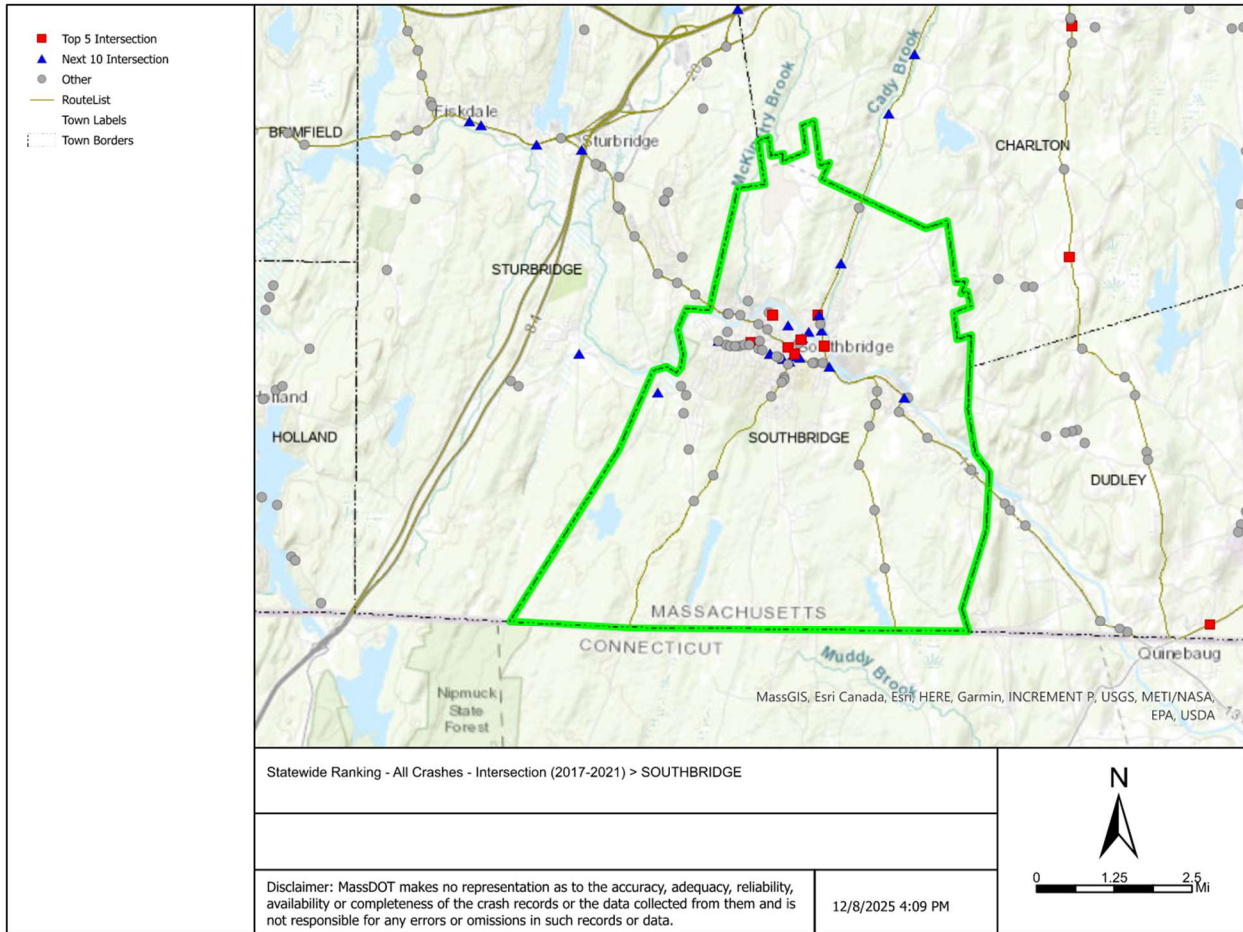 Top 5 Intersection
Next 10 Intersection
Other
RouteList
Town Labels
Town Borders
20
McKinstry Brook
Cady Brook
Fiskdale
BRIMFIELD
Sturbridge
CHARLTON
STURBRIDGE
84
Southbridge
Holland
HOLLAND
SOUTHBRIDGE
DUDLEY
MASSACHUSETTS
CONNECTICUT
Muddy Brook
Quinebaug
Nipmuck
State
Forest
MassGIS, Esri Canada, Esri, HERE, Garmin, INCREMENT P, USGS, METI/NASA,
EPA, USDA
Statewide Ranking - All Crashes - Intersection (2017-2021) > SOUTHBRIDGE
N
0 1.25 2.5
Mi
Disclaimer: MassDOT makes no representation as to the accuracy, adequacy, reliability,
availability or completeness of the crash records or the data collected from them and is
not responsible for any errors or omissions in such records or data.
12/8/2025 4:09 PM